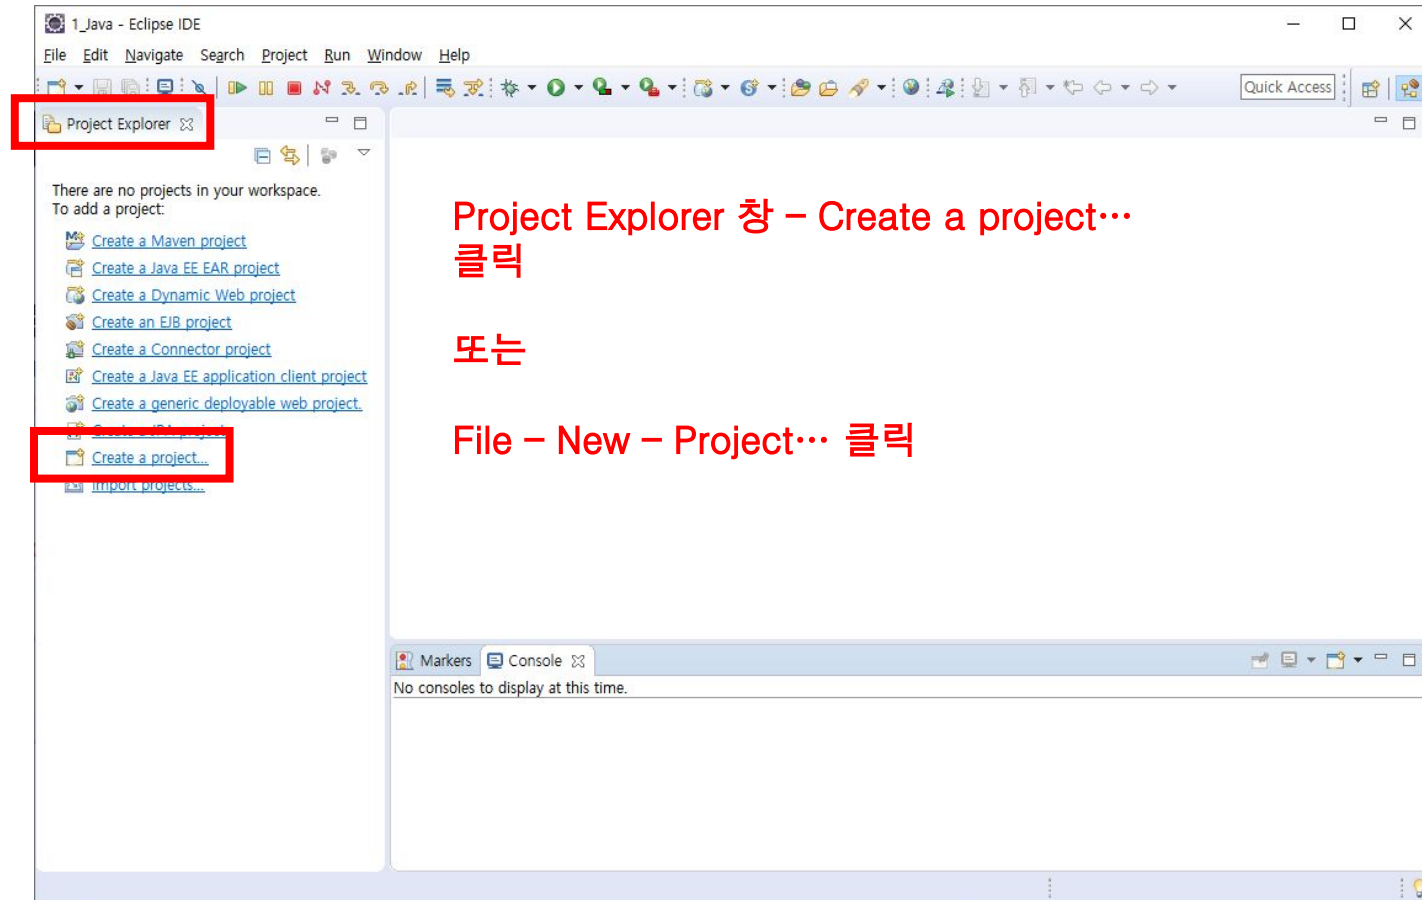 1_Java - Eclipse IDE
File Edit Navigate Search Project Run Window Help
Quick Access
Project Explorer
There are no projects in your workspace.
To add a project:
Create a Maven project
Create a Java EE EAR project
Create a Dynamic Web project
Create an EJB project
Create a Connector project
Create a Java EE application client project
Create a generic deployable web project.
Create a JPA project
Create a project...
Import projects...
Project Explorer 창 – Create a project…
클릭
또는
File – New – Project… 클릭
Markers Console
No consoles to display at this time.